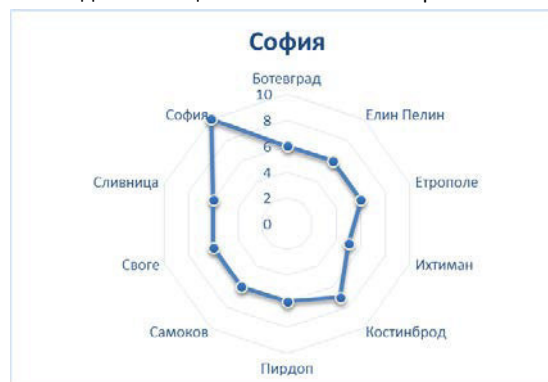 София
Ботевград
10
София
Елин Пелин
8
6
4
Сливница
Етрополе
2
0
Своге
Ихтиман
Самоков
Костинброд
Пирдоп